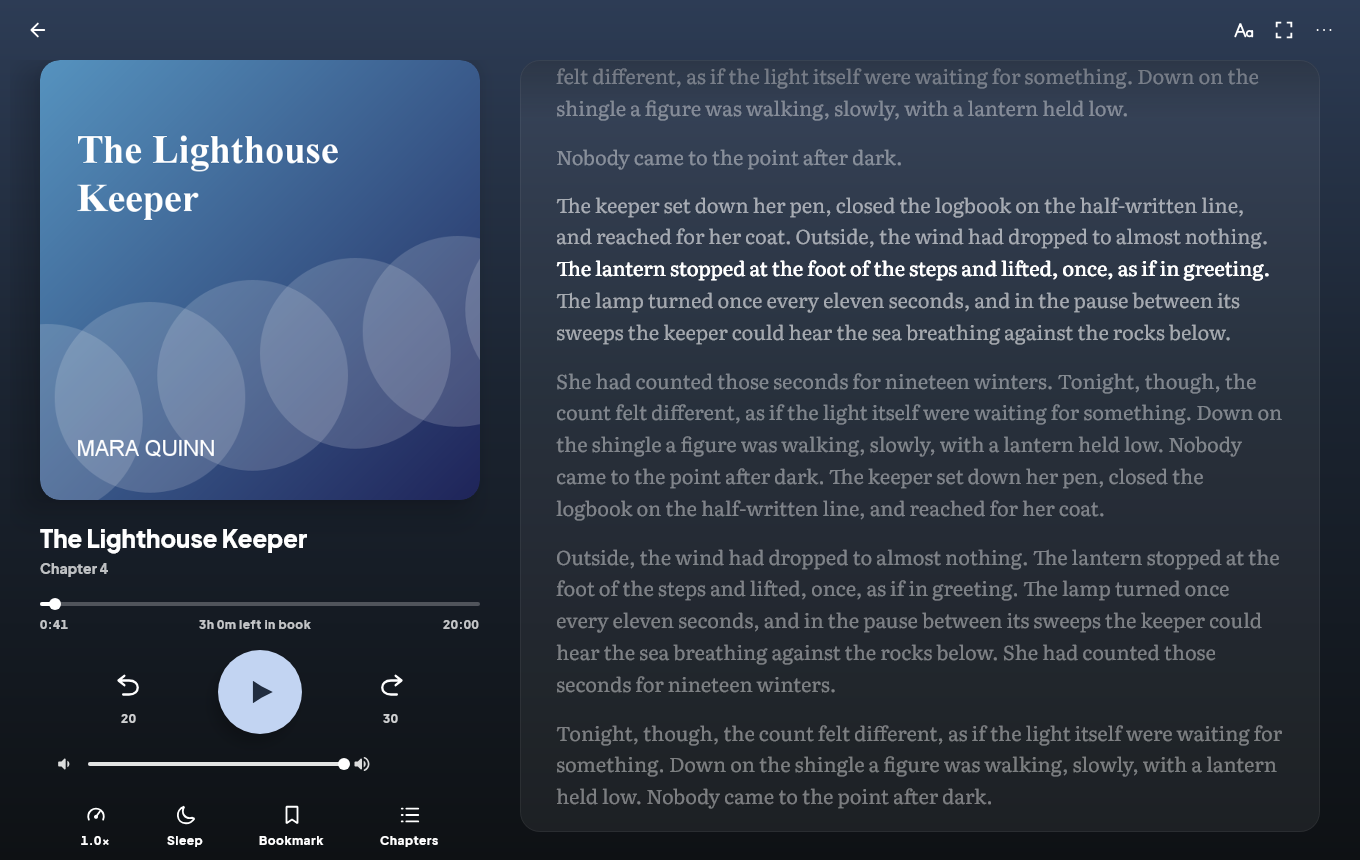 The Lighthouse
Keeper
MARA QUINN
The Lighthouse Keeper
Chapter 4
0:41 3h 0m left in book 20:00
20 30
1.0× Sleep Bookmark Chapters
Aa ...
felt different, as if the light itself were waiting for something. Down on the
shingle a figure was walking, slowly, with a lantern held low.
Nobody came to the point after dark.
The keeper set down her pen, closed the logbook on the half-written line,
and reached for her coat. Outside, the wind had dropped to almost nothing.
The lantern stopped at the foot of the steps and lifted, once, as if in greeting.
The lamp turned once every eleven seconds, and in the pause between its
sweeps the keeper could hear the sea breathing against the rocks below.
She had counted those seconds for nineteen winters. Tonight, though, the
count felt different, as if the light itself were waiting for something. Down on
the shingle a figure was walking, slowly, with a lantern held low. Nobody
came to the point after dark. The keeper set down her pen, closed the
logbook on the half-written line, and reached for her coat.
Outside, the wind had dropped to almost nothing. The lantern stopped at the
foot of the steps and lifted, once, as if in greeting. The lamp turned once
every eleven seconds, and in the pause between its sweeps the keeper could
hear the sea breathing against the rocks below. She had counted those
seconds for nineteen winters.
Tonight, though, the count felt different, as if the light itself were waiting for
something. Down on the shingle a figure was walking, slowly, with a lantern
held low. Nobody came to the point after dark.